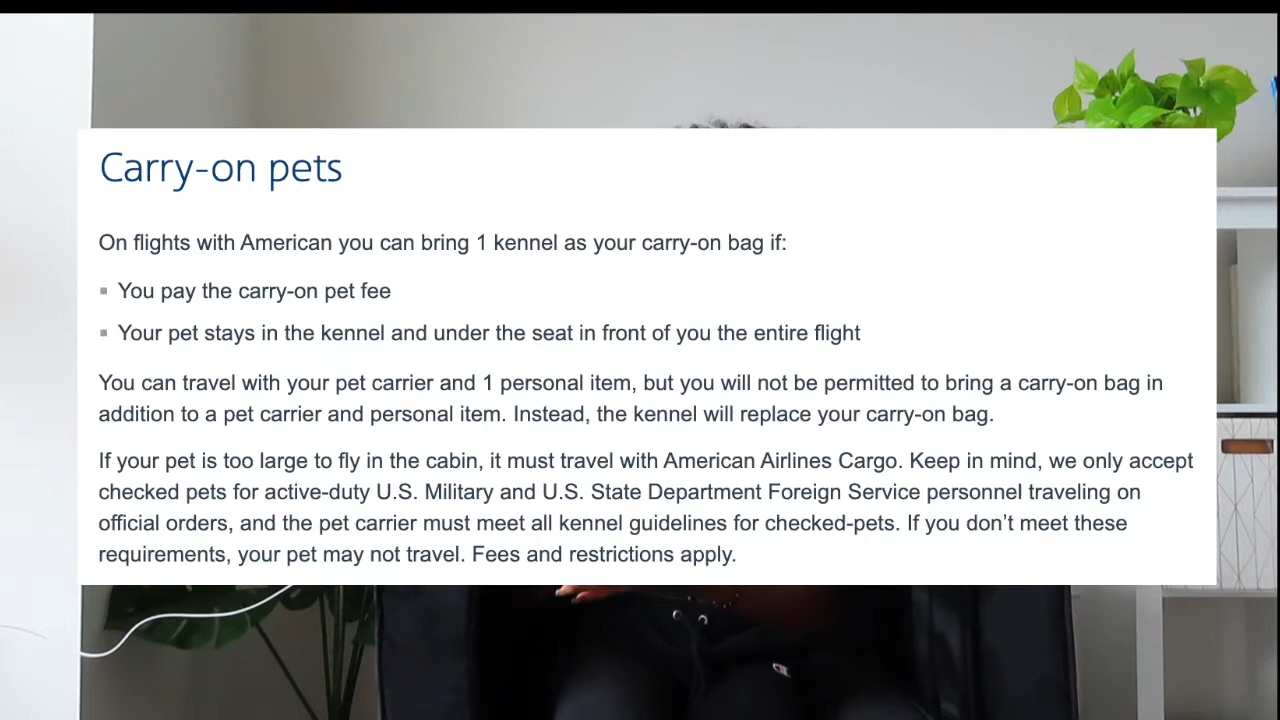 Carry-on pets
On flights with American you can bring 1 kennel as your carry-on bag if:
▪ You pay the carry-on pet fee
▪ Your pet stays in the kennel and under the seat in front of you the entire flight
You can travel with your pet carrier and 1 personal item, but you will not be permitted to bring a carry-on bag in
addition to a pet carrier and personal item. Instead, the kennel will replace your carry-on bag.
If your pet is too large to fly in the cabin, it must travel with American Airlines Cargo. Keep in mind, we only accept
checked pets for active-duty U.S. Military and U.S. State Department Foreign Service personnel traveling on
official orders, and the pet carrier must meet all kennel guidelines for checked-pets. If you don’t meet these
requirements, your pet may not travel. Fees and restrictions apply.